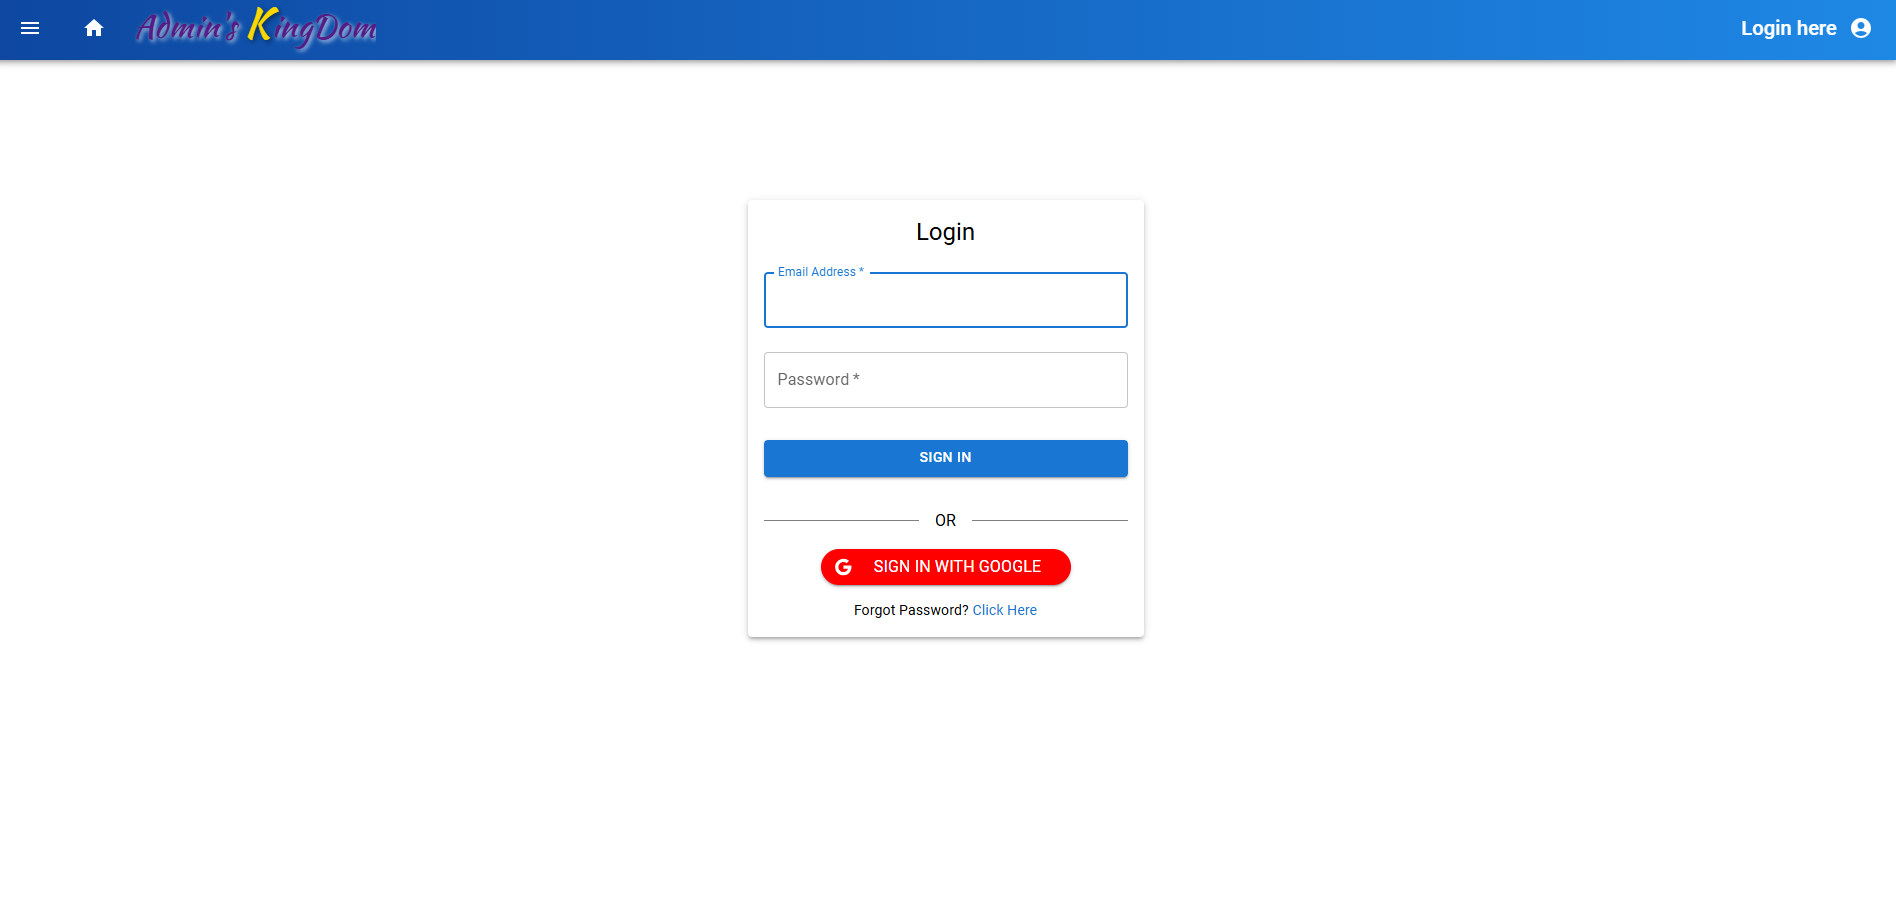 Admin's KingDom
Login here
Login
Email Address *
Password *
SIGN IN
OR
SIGN IN WITH GOOGLE
Forgot Password? Click Here